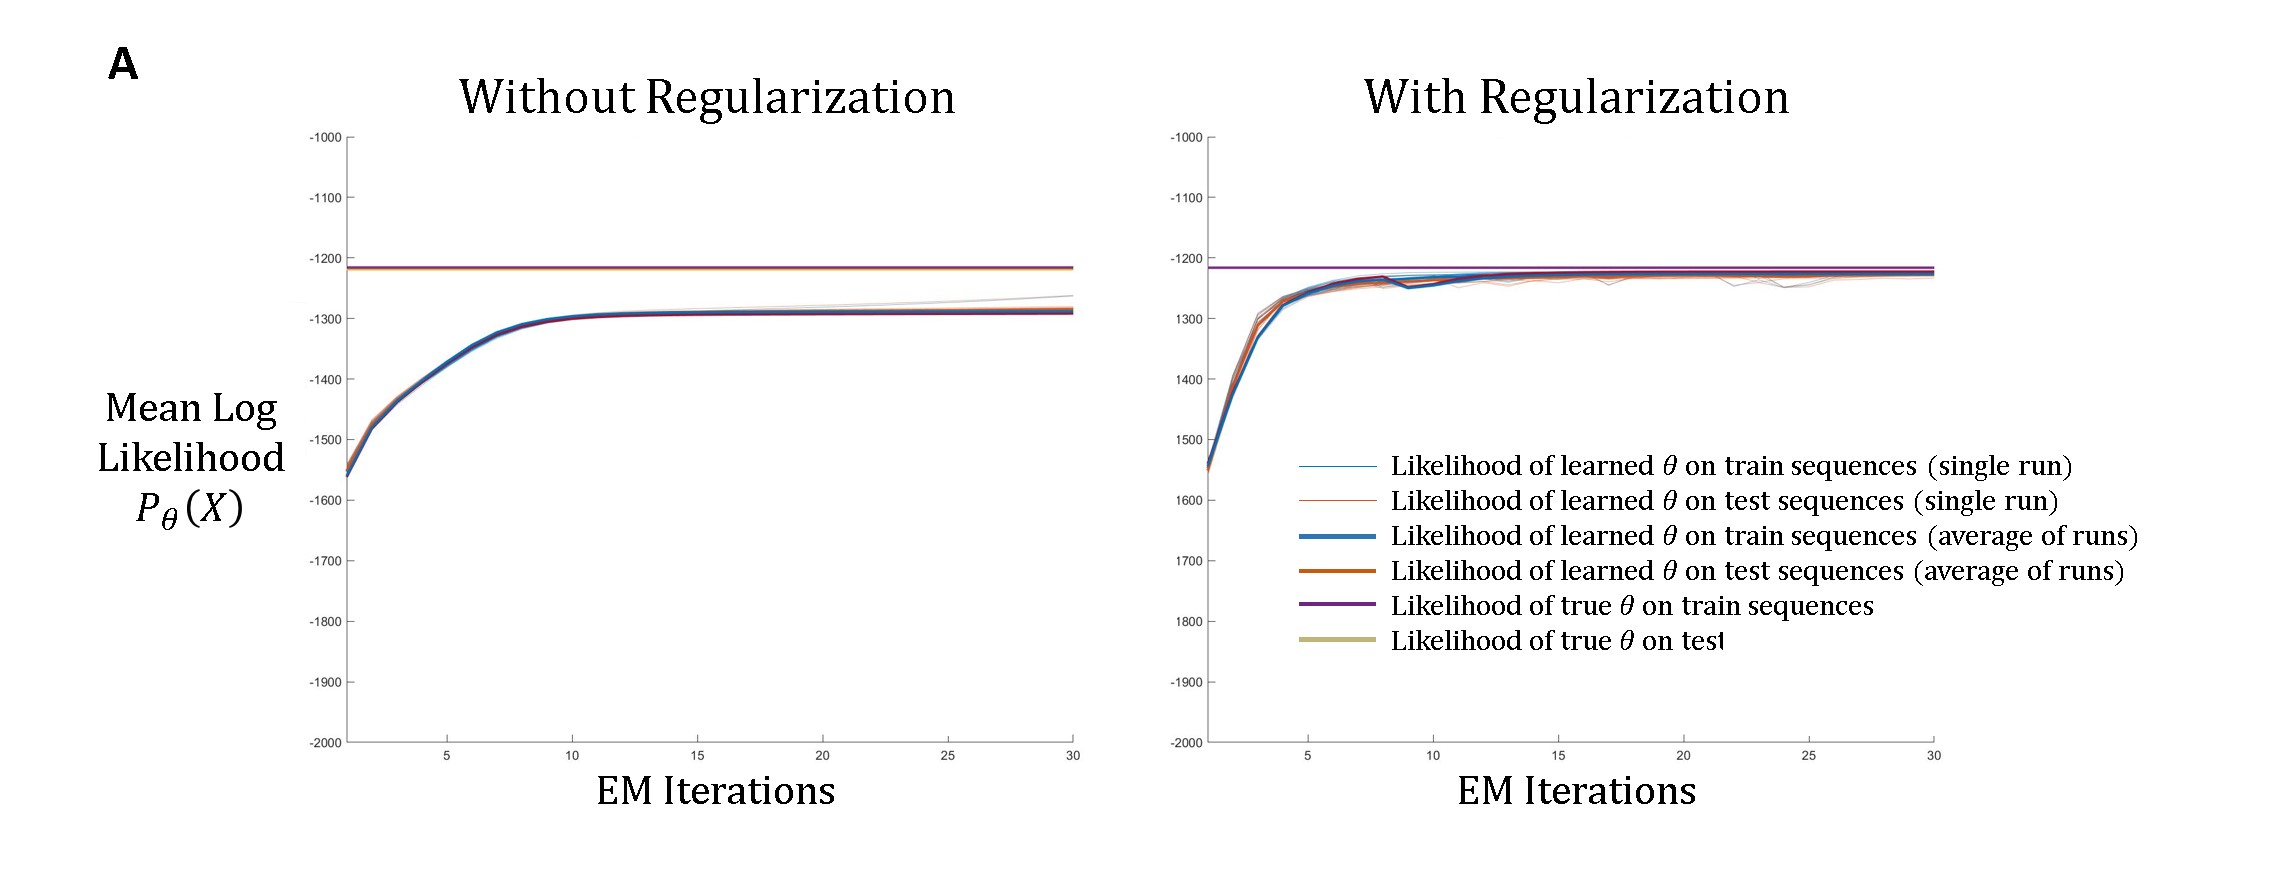 A
Without Regularization
With Regularization
-1000
-1100
-1200
-1300
-1400
-1500
-1600
-1700
-1800
-1900
-2000
5 10 15 20 25 30
EM Iterations
Mean Log
Likelihood
Pθ(X)
-1000
-1100
-1200
1300
1400
1500
1600
1700
1800
-1900
-2000
5 10 15 20 25 30
EM Iterations
Likelihood of learned θ on train sequences (single run)
Likelihood of learned θ on test sequences (single run)
Likelihood of learned θ on train sequences (average of runs)
Likelihood of learned θ on test sequences (average of runs)
Likelihood of true θ on train sequences
Likelihood of true θ on test